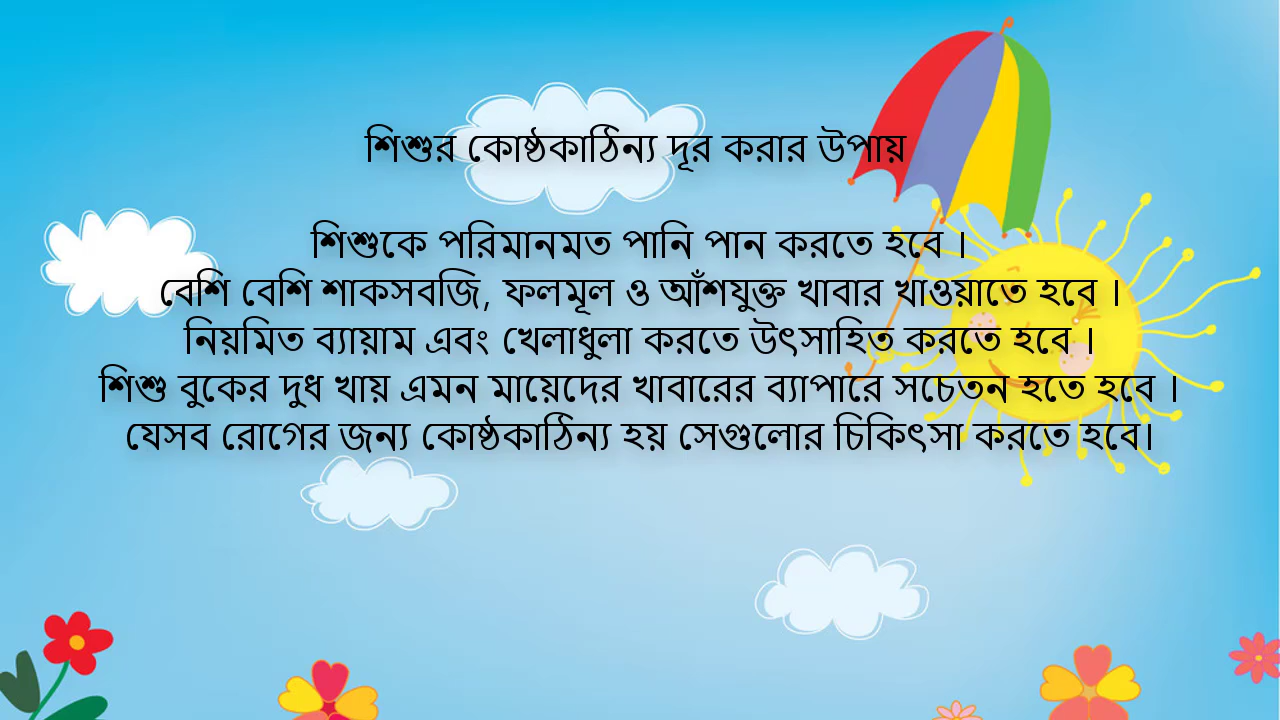 শিশুর কোষ্ঠকাঠিন্য দূর করার উপায়
শিশুকে পরিমানমত পানি পান করতে হবে ।
বেশি বেশি শাকসবজি, ফলমূল ও আঁশযুক্ত খাবার খাওয়াতে হবে ।
নিয়মিত ব্যায়াম এবং খেলাধুলা করতে উৎসাহিত করতে হবে ।
শিশু বুকের দুধ খায় এমন মায়েদের খাবারের ব্যাপারে সচেতন হতে হবে ।
যেসব রোগের জন্য কোষ্ঠকাঠিন্য হয় সেগুলোর চিকিৎসা করতে হবে।